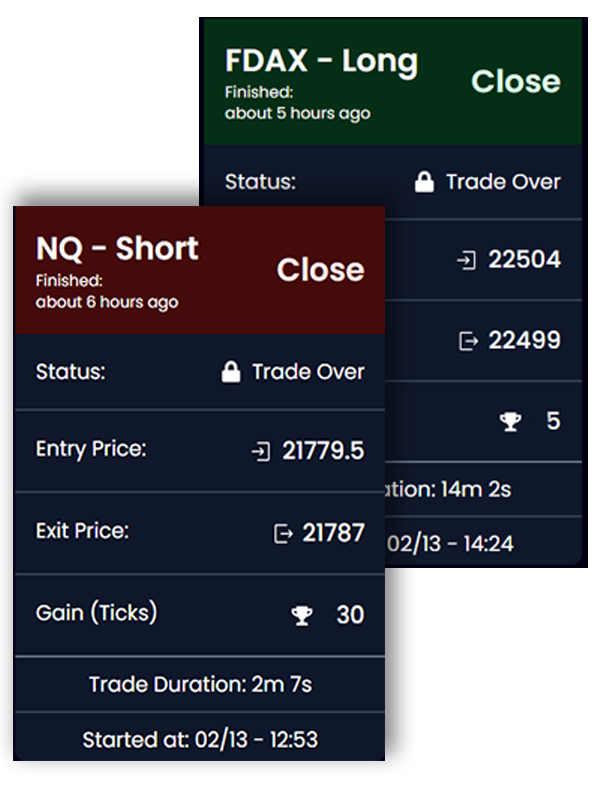 FDAX - Long
Close
Finished:
about 5 hours ago
Status:
Trade Over
22504
22499
5
ation: 14m 2s
02/13 - 14:24
NQ - Short
Close
Finished:
about 6 hours ago
Status:
Trade Over
Entry Price:
21779.5
Exit Price:
21787
Gain (Ticks)
30
Trade Duration: 2m 7s
Started at: 02/13 - 12:53